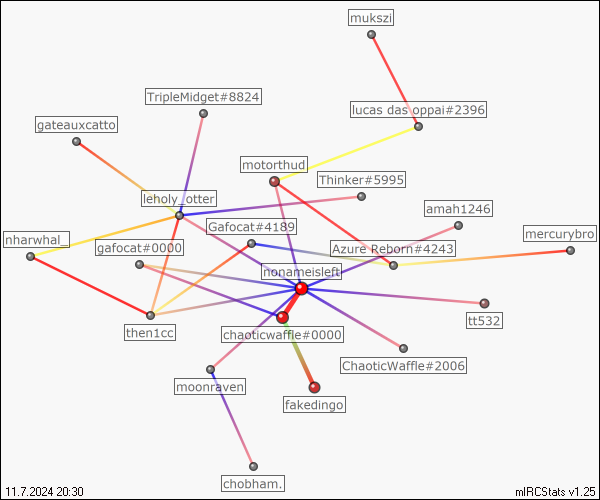 mukszi
TripleMidget#8824
lucas das oppai#2396
gateauxcatto
motorthud
Thinker#5995
leholy_otter
amah1246
Gafocat#4189
mercurybro
nharwhal_
gafocat#0000
Azure Reborn#4243
nonameisleft
tt532
then1cc
chaoticwaffle#0000
ChaoticWaffle#2006
moonraven
fakedingo
chobham.
11.7.2024 20:30
mIRCStats v1.25